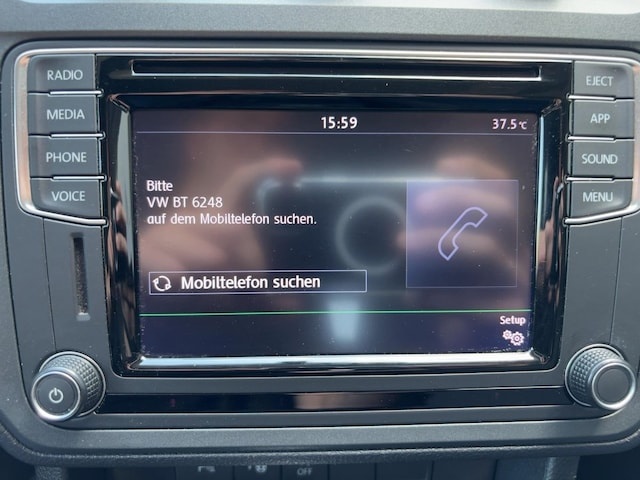 RADIO
MEDIA
PHONE
VOICE
15:59
37.5°C
Bitte
VW BT 6248
auf dem Mobiltelefon suchen.
Mobiltelefon suchen
Setup
EJECT
APP
SOUND
MENU
OFF